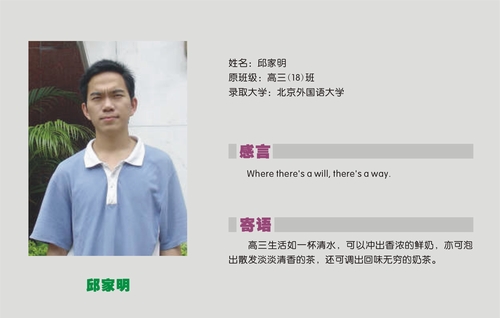 姓名：邱家明
原班级：高三（18）班
录取大学：北京外国语大学
感言
Where there's a will, there's a way.
寄语
高三生活如一杯清水，可以冲出香浓的鲜奶，亦可泡
出散发淡淡清香的茶，还可调出回味无穷的奶茶。
邱家明